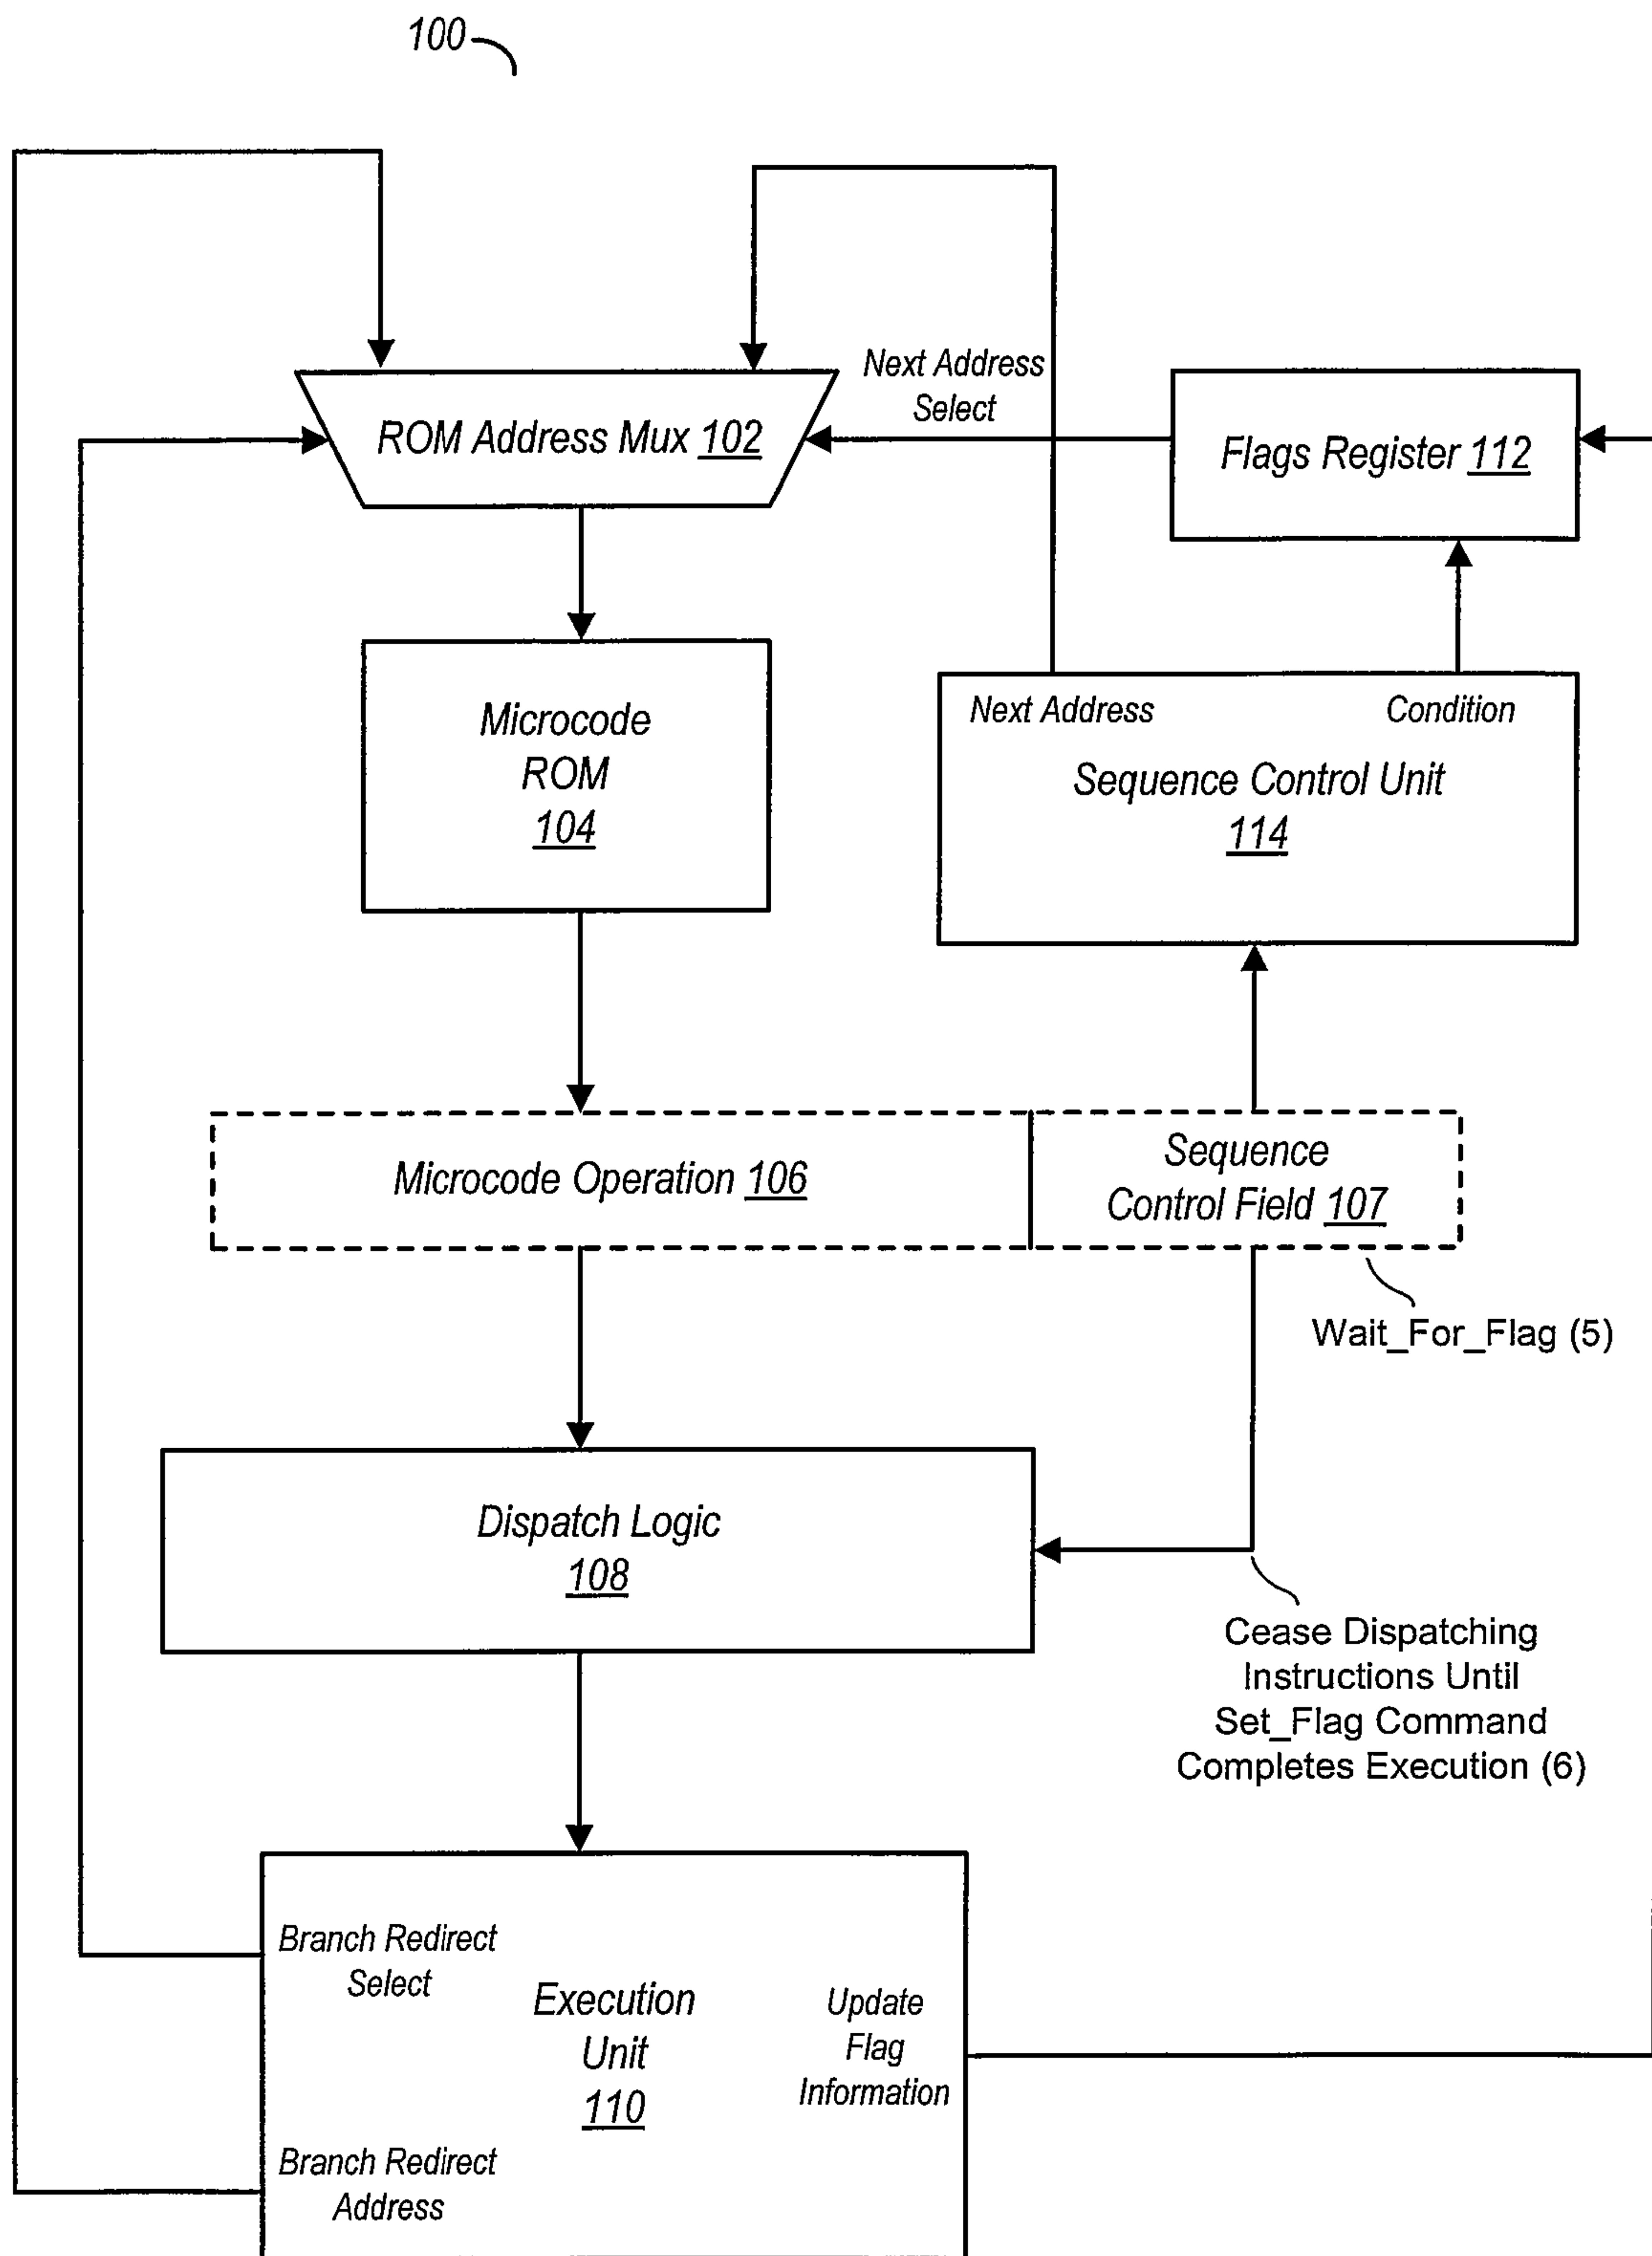 100
Next Address
Select
ROM Address Mux 102
Flags Register 112
Microcode
ROM
104
Next Address
Condition
Sequence Control Unit
114
Microcode Operation 106
Sequence
Control Field 107
Wait_For_Flag (5)
Dispatch Logic
108
Cease Dispatching
Instructions Until
Set_Flag Command
Completes Execution (6)
Branch Redirect
Select
Execution
Unit
110
Update
Flag
Information
Branch Redirect
Address